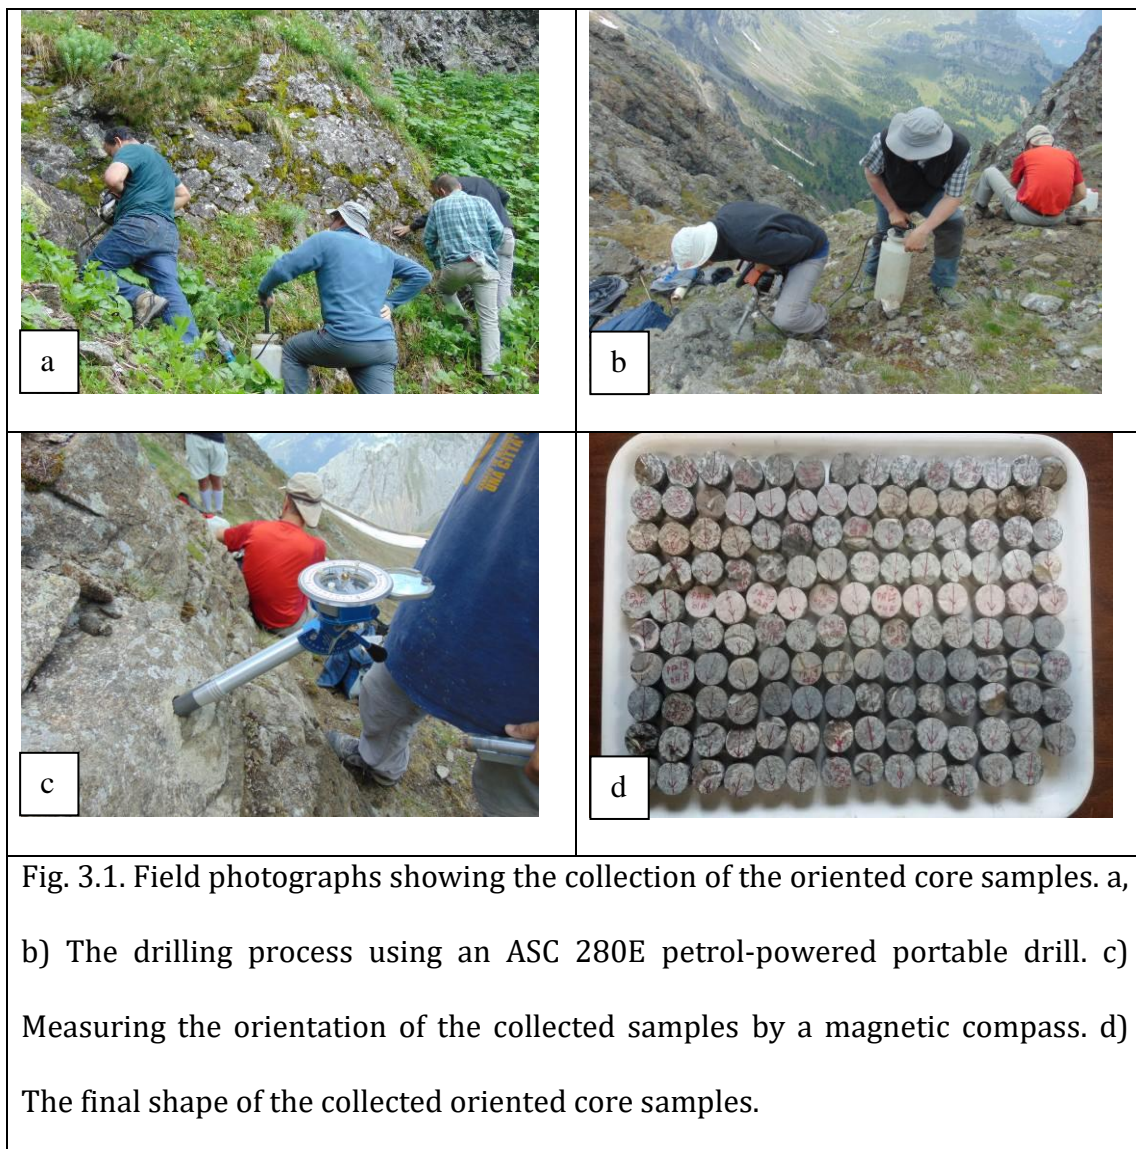 a
b
"UNA CITTA'
c
d
Fig. 3.1. Field photographs showing the collection of the oriented core samples. a,
b) The drilling process using an ASC 280E petrol-powered portable drill. c)
Measuring the orientation of the collected samples by a magnetic compass. d)
The final shape of the collected oriented core samples.